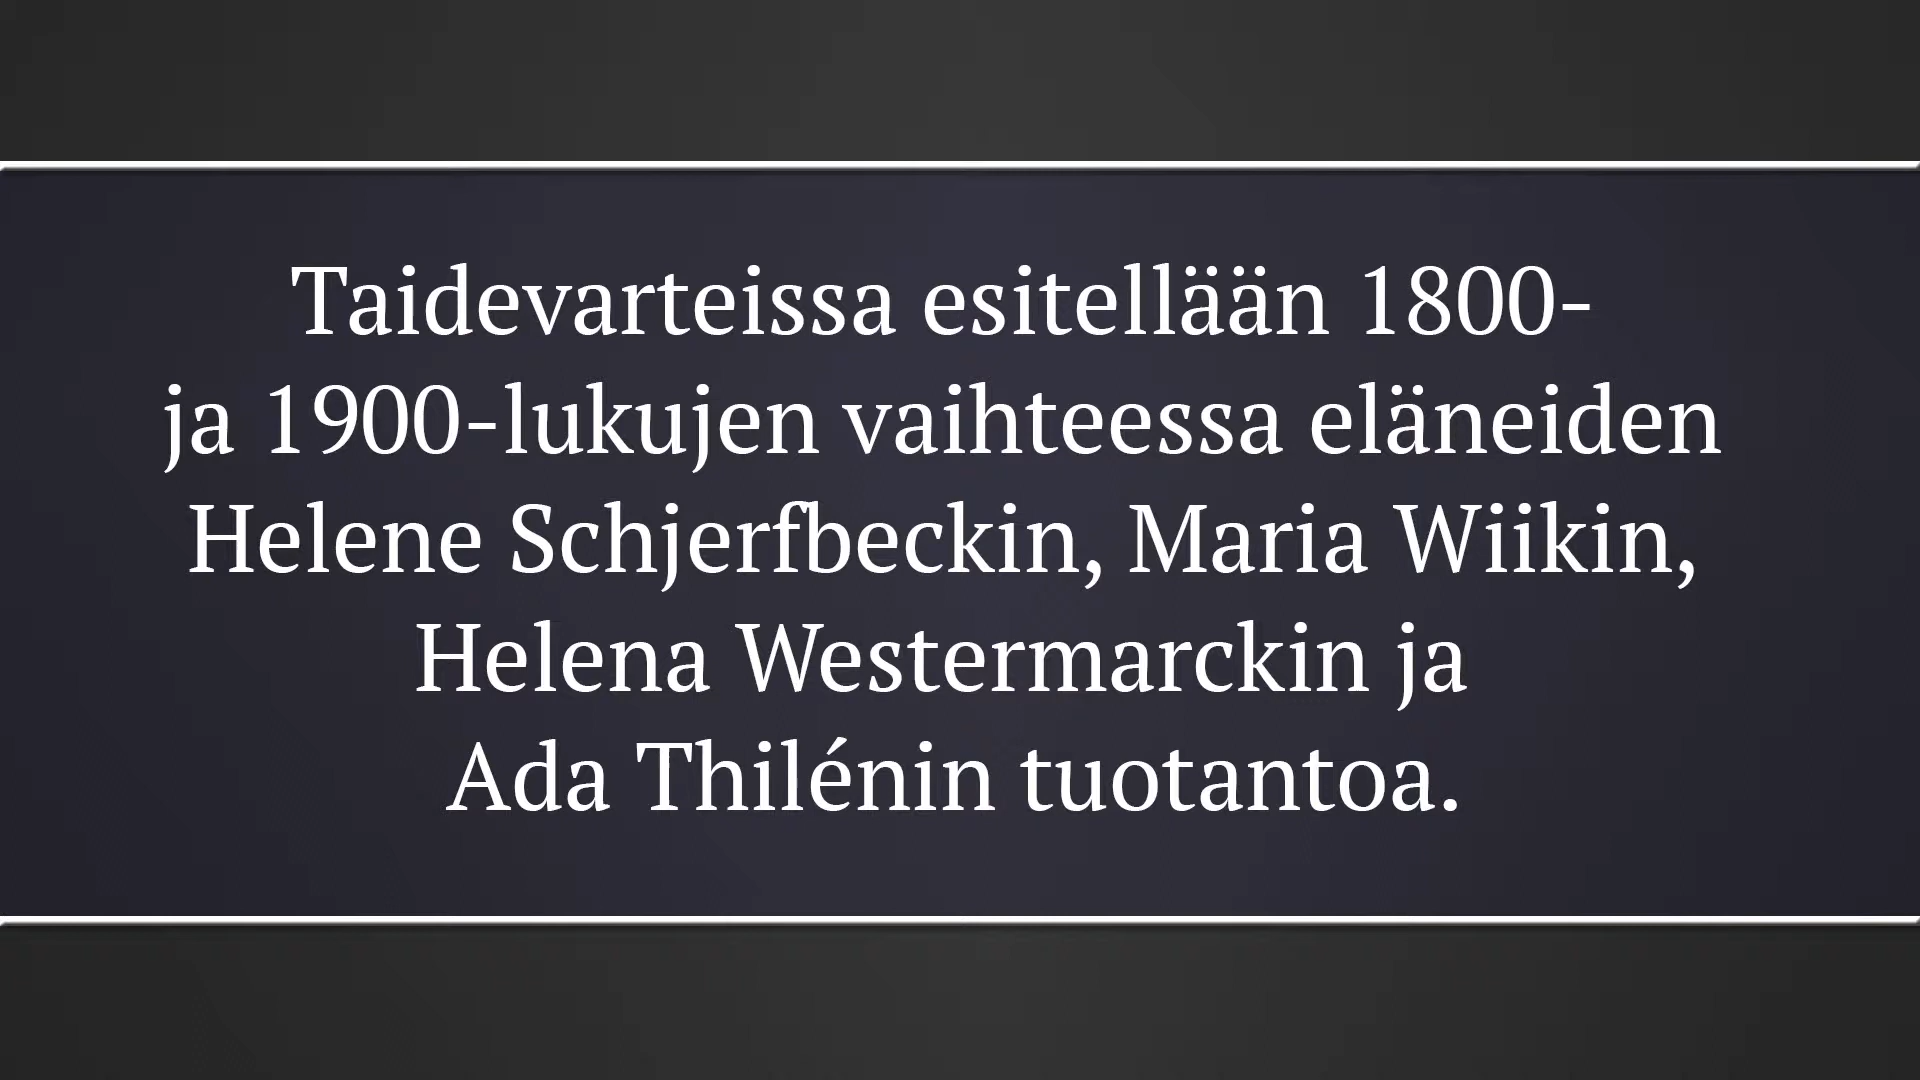 Taidevarteissa esitellään 1800-
ja 1900-lukujen vaihteessa eläneiden
Helene Schjerfbeckin, Maria Wiikin,
Helena Westermarckin ja
Ada Thilénin tuotantoa.